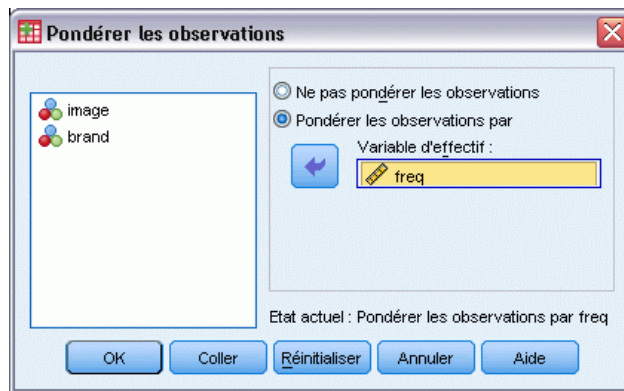 Pondérer les observations
image
brand
Ne pas pondérer les observations
Pondérer les observations par
Variable d'effectif :
freq
Etat actuel : Pondérer les observations par freq
OK
Coller
Réinitialiser
Annuler
Aide